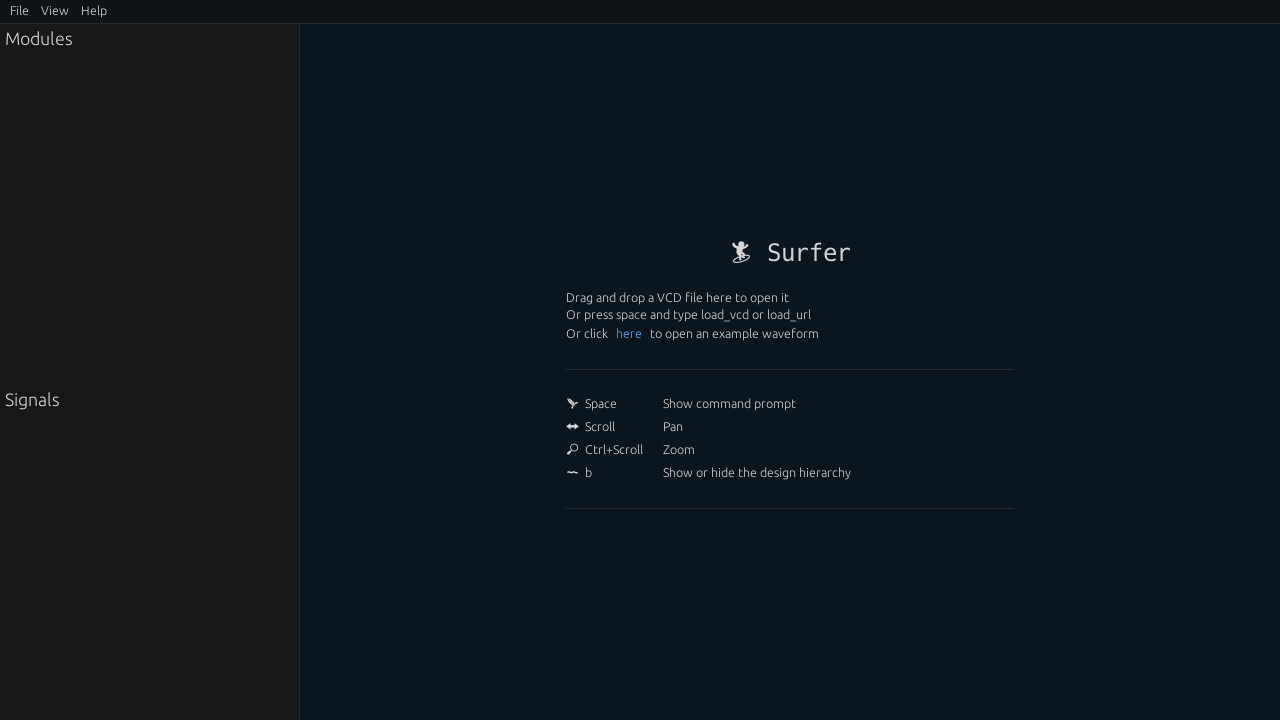 File View Help
Modules
Surfer
Drag and drop a VCD file here to open it
Or press space and type load_vcd or load_url
Or click here to open an example waveform
Signals
Space Show command prompt
Scroll Pan
Ctrl+Scroll Zoom
b Show or hide the design hierarchy